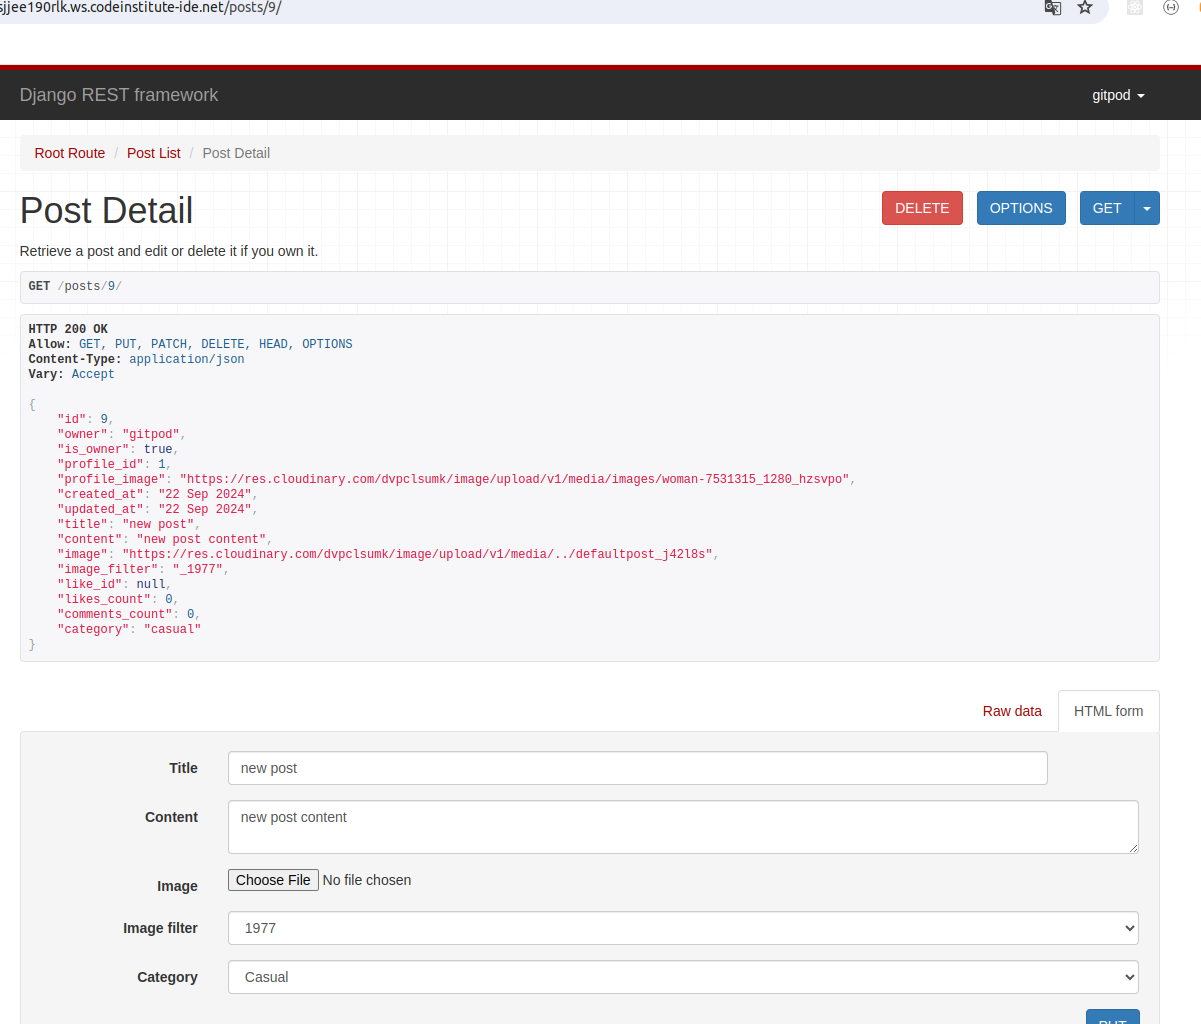 sjjee190rlk.ws.codeinstitute-ide.net/posts/9/
Django REST framework
gitpod
Root Route / Post List / Post Detail
Post Detail
DELETE
OPTIONS
GET
Retrieve a post and edit or delete it if you own it.
GET /posts/9/
HTTP 200 OK
Allow: GET, PUT, PATCH, DELETE, HEAD, OPTIONS
Content-Type: application/json
Vary: Accept
{
"id": 9,
"owner": "gitpod",
"is_owner": true,
"profile_id": 1,
"profile_image": "https://res.cloudinary.com/dvpclsumk/image/upload/v1/media/images/woman-7531315_1280_hzsvpo",
"created_at": "22 Sep 2024",
"updated_at": "22 Sep 2024",
"title": "new post",
"content": "new post content",
"image": "https://res.cloudinary.com/dvpclsumk/image/upload/v1/media/../defaultpost_j42l8s",
"image_filter": "_1977",
"like_id": null,
"likes_count": 0,
"comments_count": 0,
"category": "casual"
}
Raw data
HTML form
Title
new post
Content
new post content
Image
Choose File No file chosen
Image filter
1977
Category
Casual
PUT